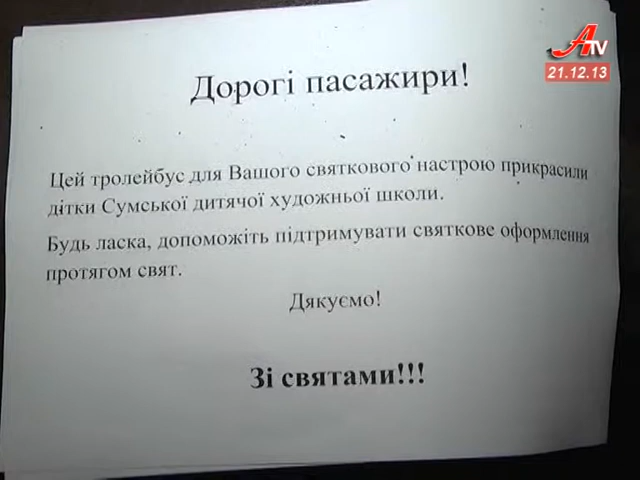 ATV
21.12.13
Дорогі пасажири!
Цей тролейбус для Вашого святкового настрою прикрасили
дітки Сумської дитячої художньої школи.
Будь ласка, допоможіть підтримувати святкове оформлення
протягом свят.
Дякуємо!
Зі святами!!!